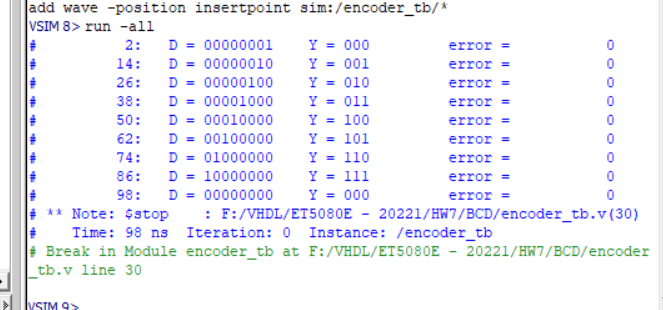 add wave -position insertpoint sim:/encoder_tb/*
VSIM 8> run -all
# 2: D = 00000001 Y = 000 error = 0
# 14: D = 00000010 Y = 001 error = 0
# 26: D = 00000100 Y = 010 error = 0
# 38: D = 00001000 Y = 011 error = 0
# 50: D = 00010000 Y = 100 error = 0
# 62: D = 00100000 Y = 101 error = 0
# 74: D = 01000000 Y = 110 error = 0
# 86: D = 10000000 Y = 111 error = 0
# 98: D = 00000000 Y = 000 error = 0
# ** Note: $stop : F:/VHDL/ET5080E - 20221/HW7/BCD/encoder_tb.v(30)
# Time: 98 ns Iteration: 0 Instance: /encoder_tb
# Break in Module encoder_tb at F:/VHDL/ET5080E - 20221/HW7/BCD/encoder
_tb.v line 30
VSIM 9>